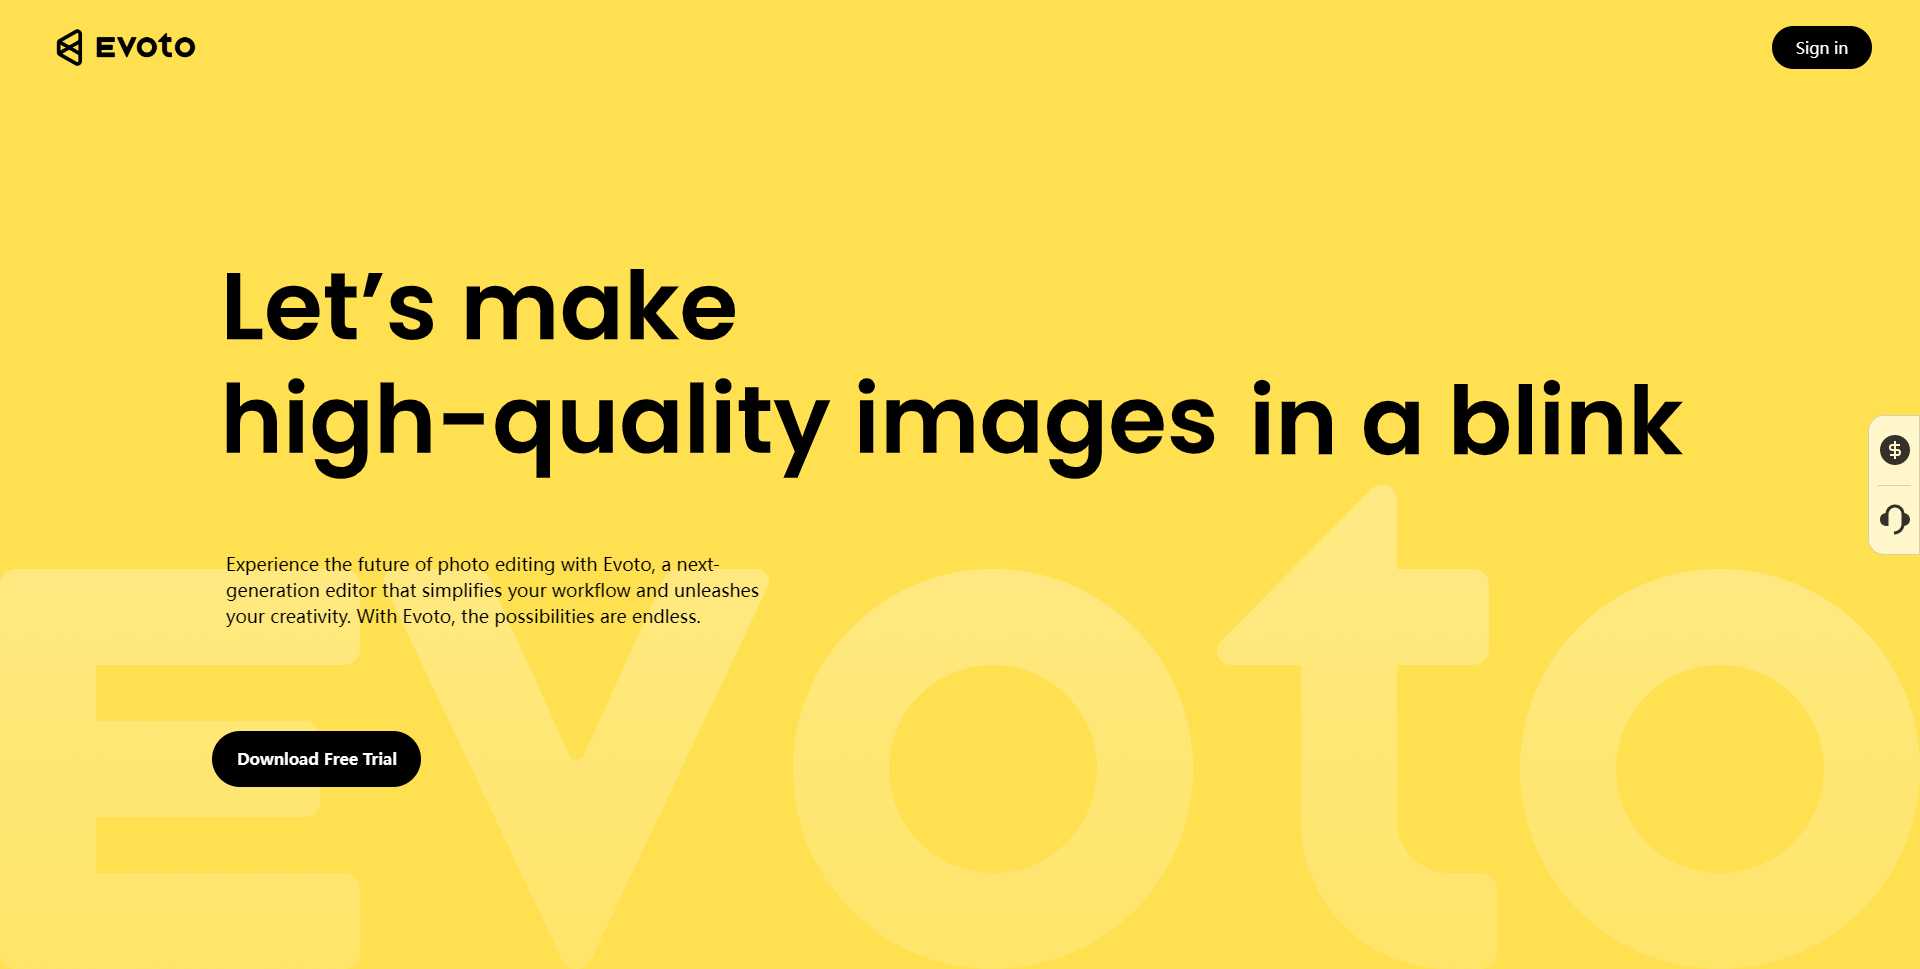 Evoto
Sign in
Let’s make
high-quality images in a blink
Experience the future of photo editing with Evoto, a next-
generation editor that simplifies your workflow and unleashes
your creativity. With Evoto, the possibilities are endless.
Download Free Trial
Evoto